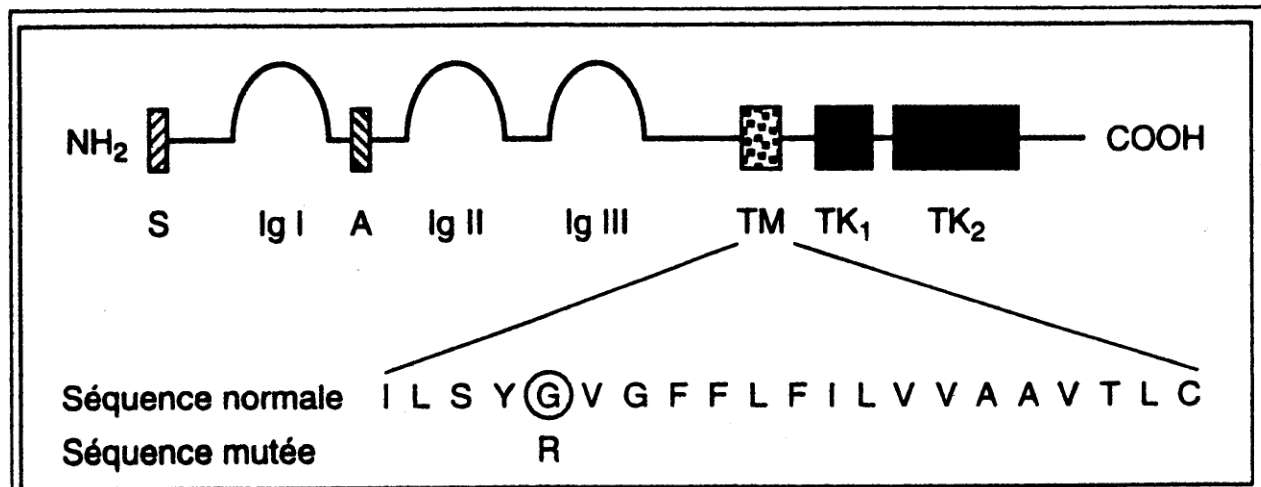 NH2 COOH
S Ig I A Ig II Ig III TM TK1 TK2
Séquence normale I L S Y G V G F F L F I L V V A A V T L C
Séquence mutée R